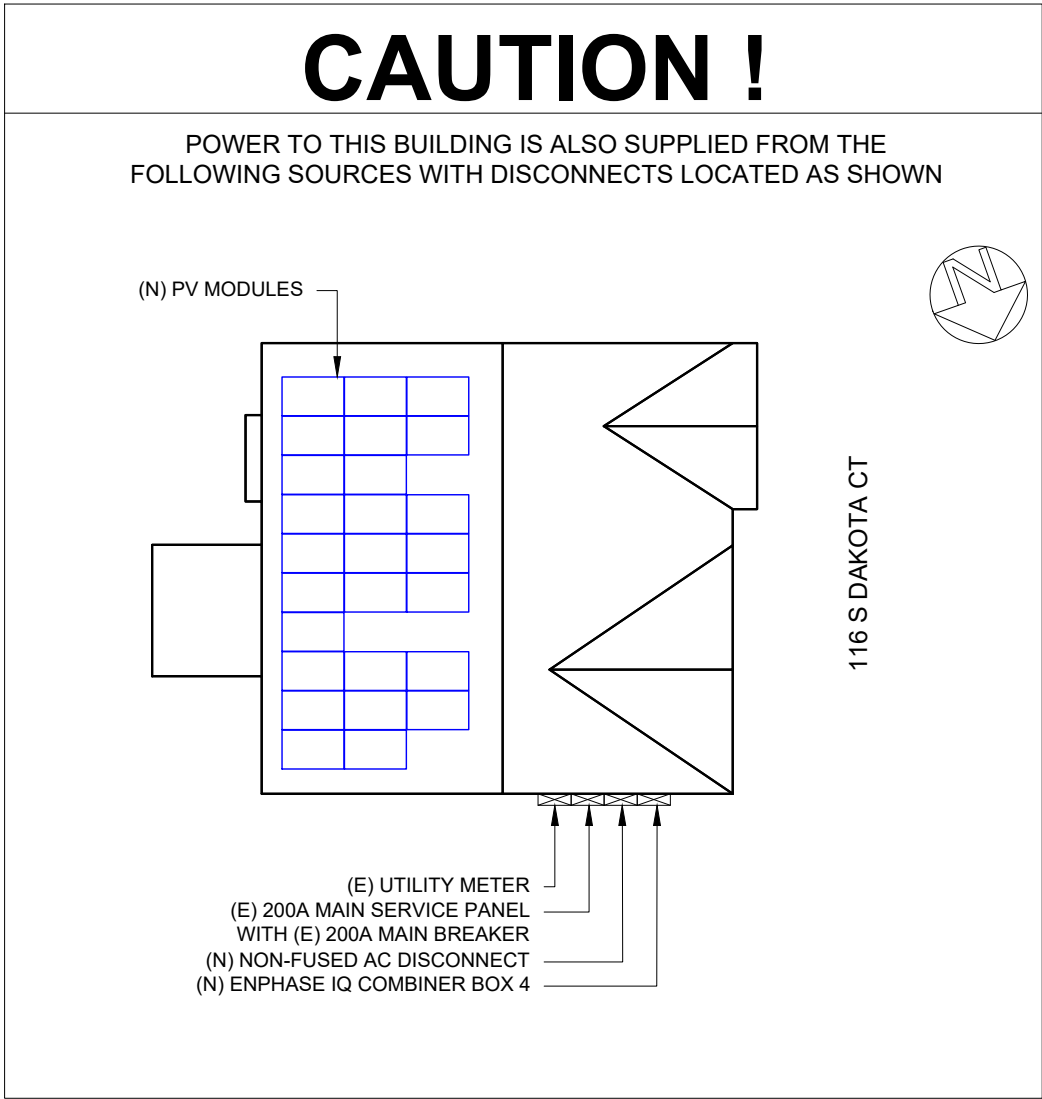 CAUTION !
POWER TO THIS BUILDING IS ALSO SUPPLIED FROM THE
FOLLOWING SOURCES WITH DISCONNECTS LOCATED AS SHOWN
(N) PV MODULES
N
116 S DAKOTA CT
(E) UTILITY METER
(E) 200A MAIN SERVICE PANEL
WITH (E) 200A MAIN BREAKER
(N) NON-FUSED AC DISCONNECT
(N) ENPHASE IQ COMBINER BOX 4